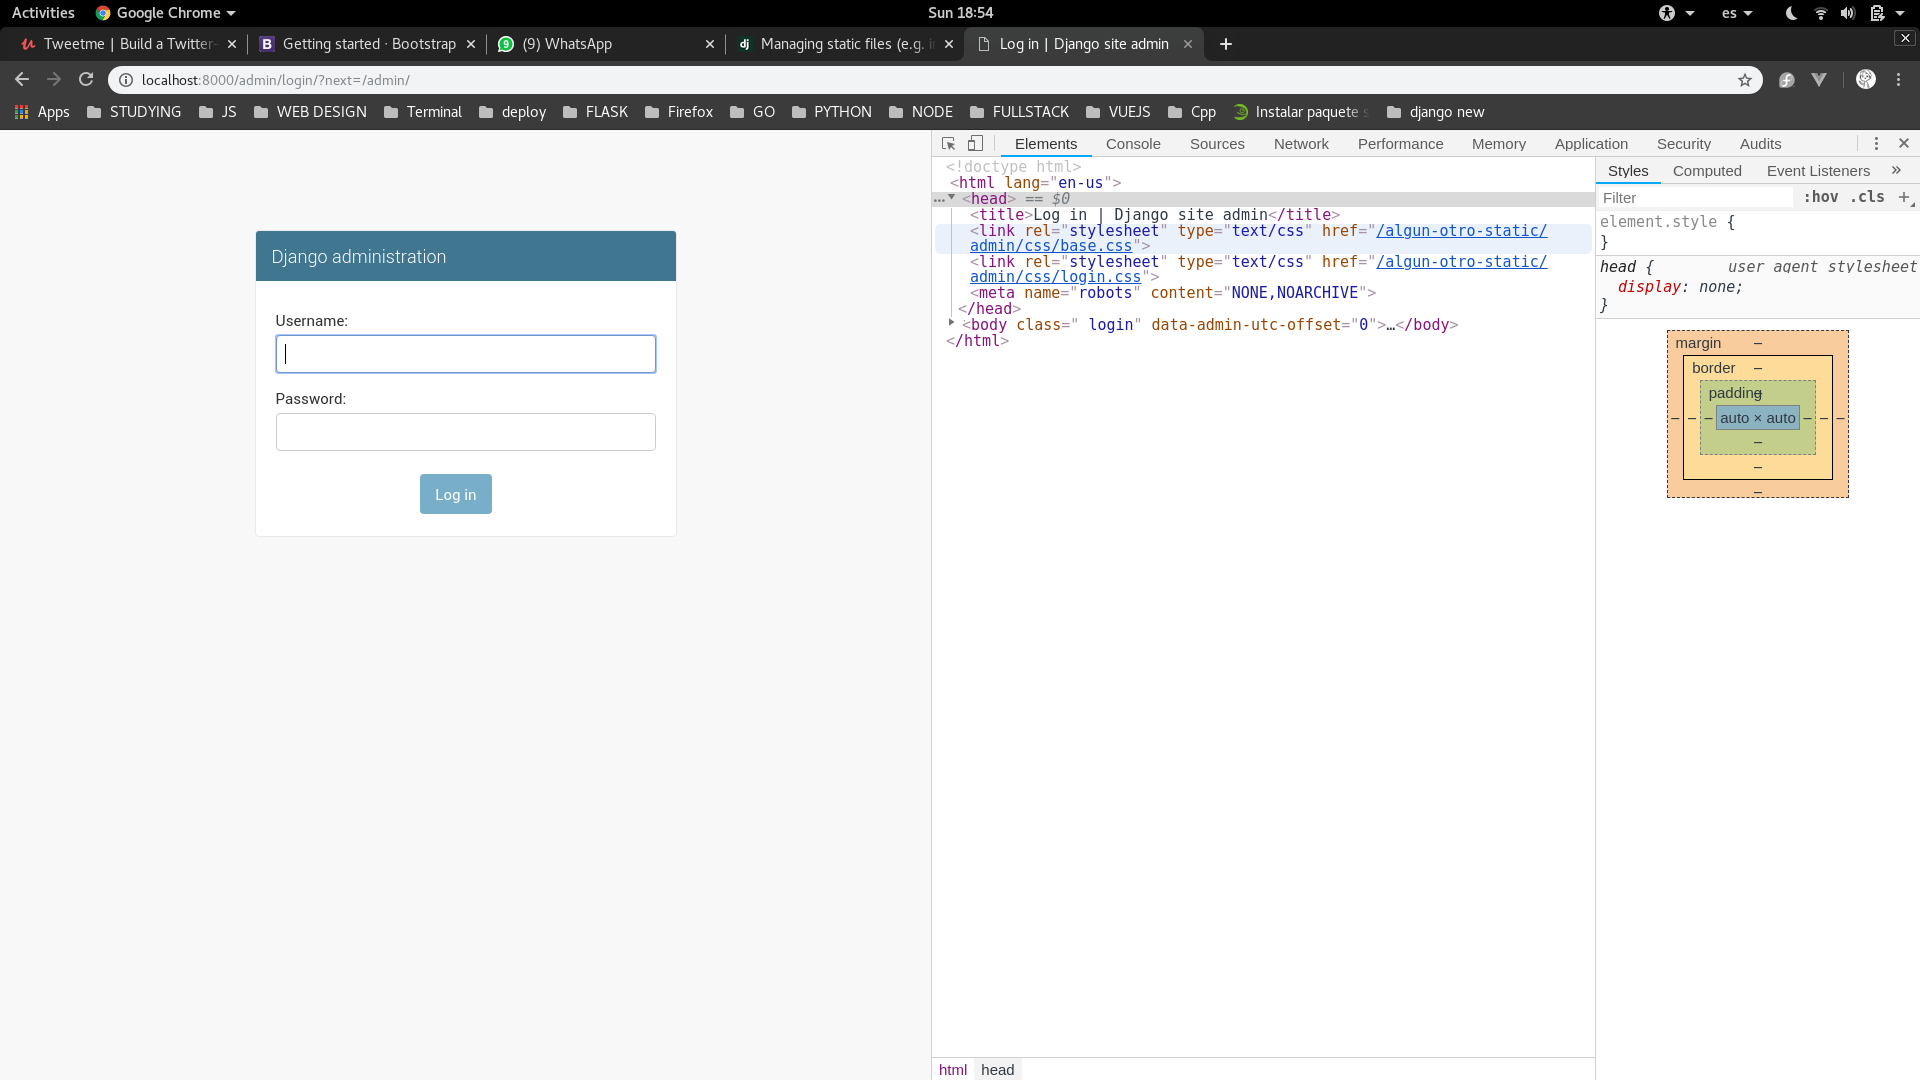 Activities Google Chrome Sun 18:54 es
Tweetme | Build a Twitter- Getting started · Bootstrap (9) WhatsApp Managing static files (e.g. i Log in | Django site admin
localhost:8000/admin/login/?next=/admin/
Apps STUDYING JS WEB DESIGN Terminal deploy FLASK Firefox GO PYTHON NODE FULLSTACK VUEJS Cpp Instalar paquete s django new
Django administration
Username:
Password:
Log in
Elements Console Sources Network Performance Memory Application Security Audits
<!doctype html>
<html lang="en-us">
<head> == $0
<title>Log in | Django site admin</title>
<link rel="stylesheet" type="text/css" href="/algun-otro-static/
admin/css/base.css">
<link rel="stylesheet" type="text/css" href="/algun-otro-static/
admin/css/login.css">
<meta name="robots" content="NONE,NOARCHIVE">
</head>
<body class=" login" data-admin-utc-offset="0">…</body>
</html>
html head
Styles Computed Event Listeners »
Filter :hov .cls +
element.style {
}
head { user agent stylesheet
display: none;
}
margin –
border –
padding –
– – – auto × auto – – –
–
–
–